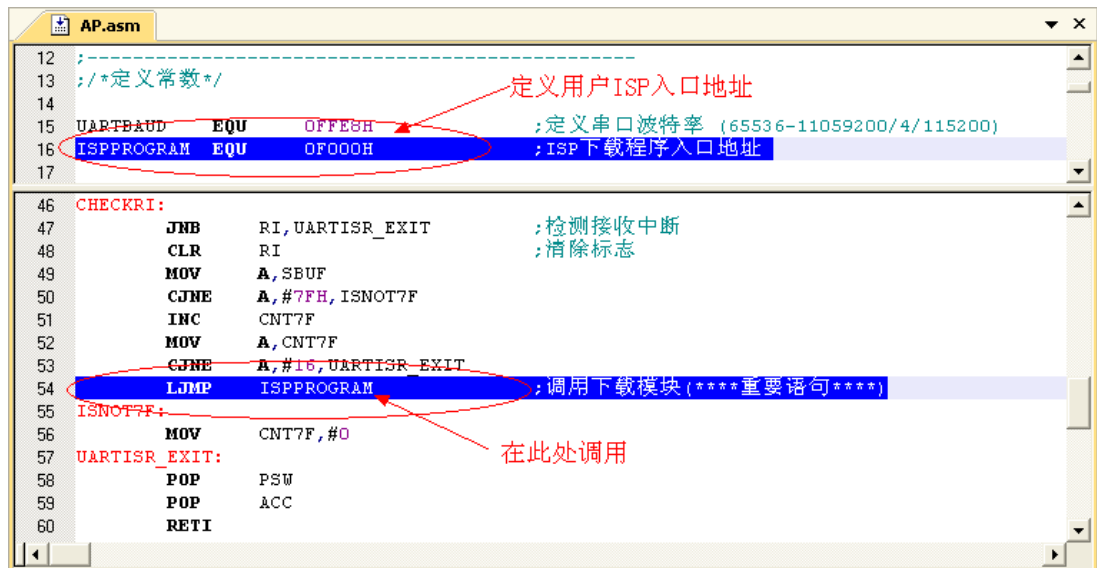 AP.asm
12 ;-----------------------------------------------
13 ;/*定义常数*/
定义用户ISP入口地址
14
15 UARTBAUD EQU 0FFE8H ;定义串口波特率 (65536-11059200/4/115200)
16 ISPPROGRAM EQU 0F000H ;ISP下载程序入口地址
17
46 CHECKRI:
47 JNB RI,UARTISR_EXIT ;检测接收中断
48 CLR RI ;清除标志
49 MOV A,SBUF
50 CJNE A,#7FH,ISNOT7F
51 INC CNT7F
52 MOV A,CNT7F
53 CJNE A,#16,UARTISR_EXIT
54 LJMP ISPPROGRAM ;调用下载模块(****重要语句****)
55 ISNOT7F:
56 MOV CNT7F,#0
在此处调用
57 UARTISR_EXIT:
58 POP PSW
59 POP ACC
60 RETI